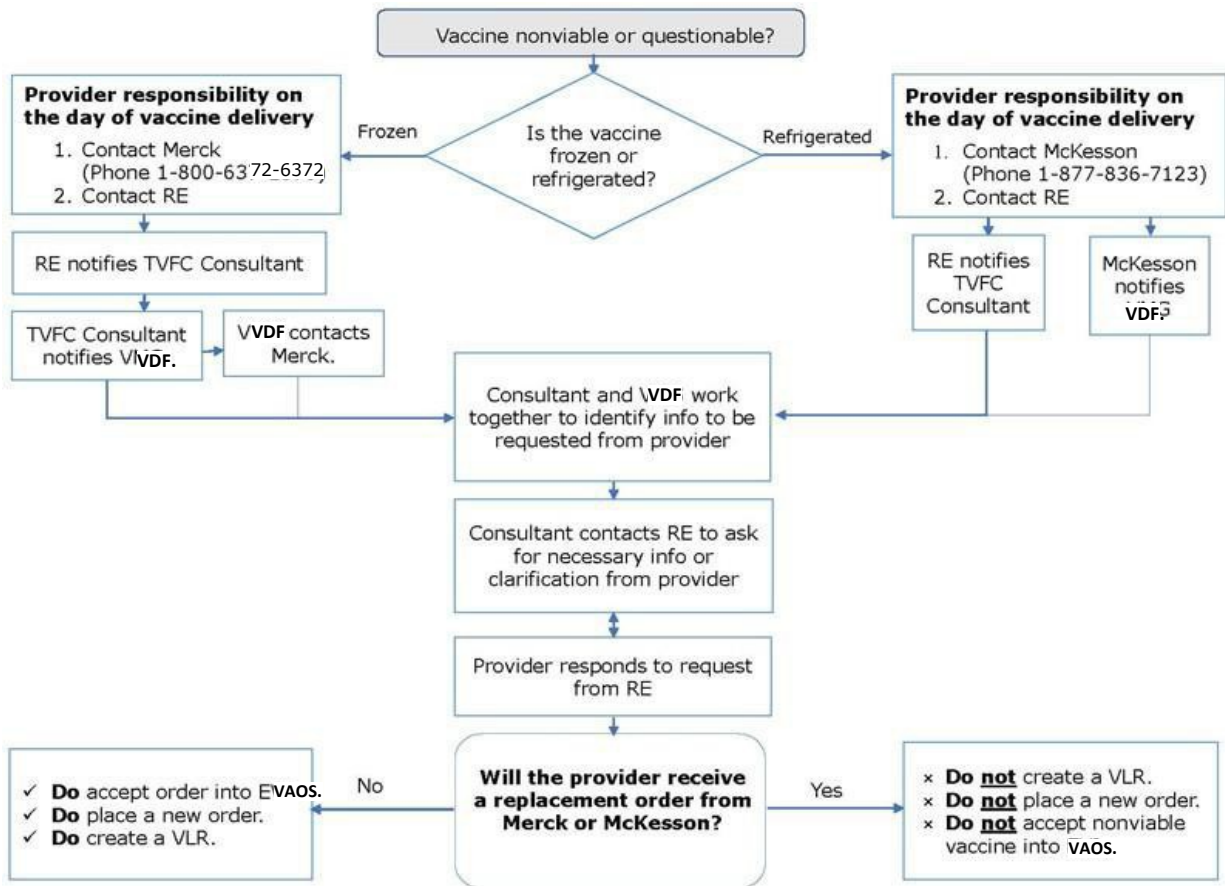 Vaccine nonviable or questionable?
Provider responsibility on
the day of vaccine delivery
1. Contact Merck
(Phone 1-800-6372-6372)
2. Contact RE
Frozen
Is the vaccine
frozen or
refrigerated?
Refrigerated
Provider responsibility on
the day of vaccine delivery
1. Contact McKesson
(Phone 1-877-836-7123)
2. Contact RE
RE notifies TVFC Consultant
TVFC Consultant
notifies VDF.
VDF contacts
Merck.
RE notifies
TVFC
Consultant
McKesson
notifies
VDF.
Consultant and VDF work
together to identify info to be
requested from provider
Consultant contacts RE to ask
for necessary info or
clarification from provider
Provider responds to request
from RE
Will the provider receive
a replacement order from
Merck or McKesson?
No
✓ Do accept order into VAOS.
✓ Do place a new order.
✓ Do create a VLR.
Yes
× Do not create a VLR.
× Do not place a new order.
× Do not accept nonviable
vaccine into VAOS.